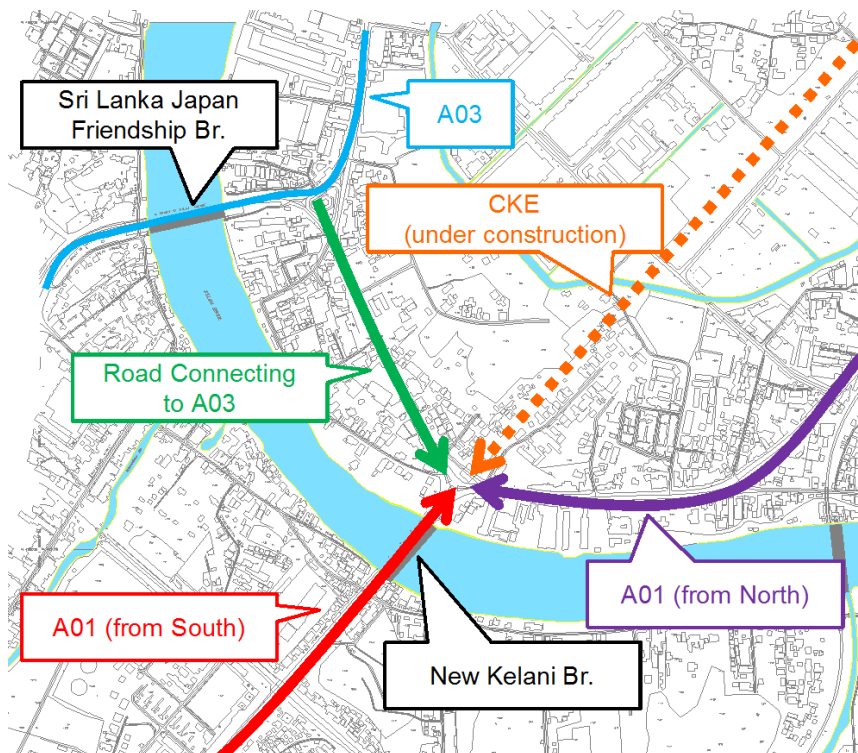 Sri Lanka Japan
Friendship Br.
A03
CKE
(under construction)
Road Connecting
to A03
A01 (from South)
A01 (from North)
New Kelani Br.